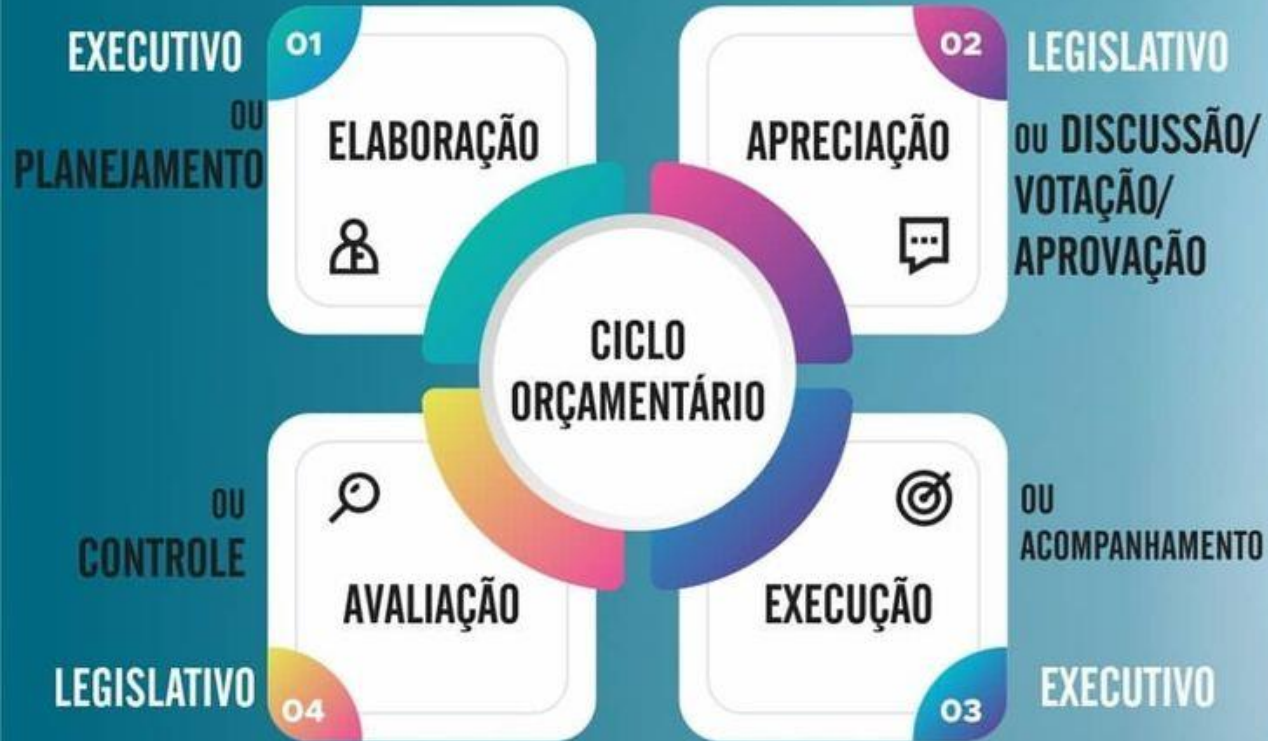 EXECUTIVO
01
OU
PLANEJAMENTO
ELABORAÇÃO
02
LEGISLATIVO
APRECIAÇÃO
OU DISCUSSÃO/
VOTAÇÃO/
APROVAÇÃO
CICLO
ORÇAMENTÁRIO
OU
ACOMPANHAMENTO
EXECUÇÃO
03
EXECUTIVO
OU
CONTROLE
AVALIAÇÃO
LEGISLATIVO
04